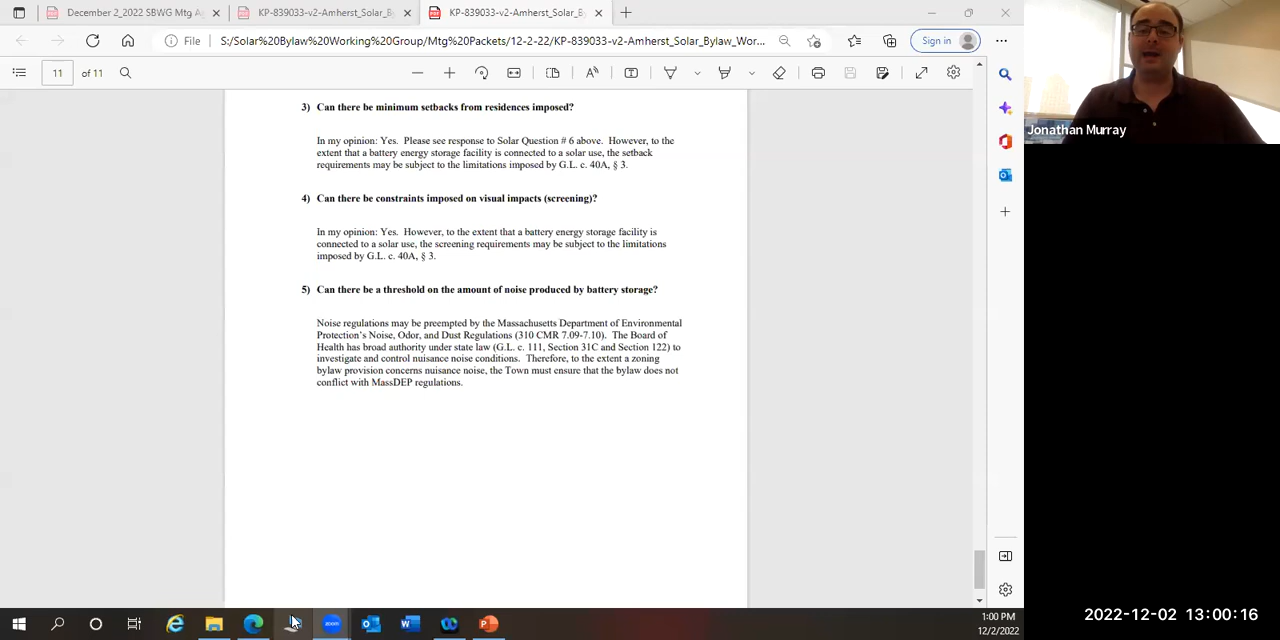 December 2_2022 SBWG Mtg Ag
KP-839033-v2-Amherst_Solar_By
KP-839033-v2-Amherst_Solar_By
File
S:/Solar%20Bylaw%20Working%20Group/Mtg%20Packets/12-2-22/KP-839033-v2-Amherst_Solar_Bylaw_Wor...
Sign in
11 of 11
3) Can there be minimum setbacks from residences imposed?
In my opinion: Yes. Please see response to Solar Question # 6 above. However, to the
extent that a battery energy storage facility is connected to a solar use, the setback
requirements may be subject to the limitations imposed by G.L. c. 40A, § 3.
4) Can there be constraints imposed on visual impacts (screening)?
In my opinion: Yes. However, to the extent that a battery energy storage facility is
connected to a solar use, the screening requirements may be subject to the limitations
imposed by G.L. c. 40A, § 3.
5) Can there be a threshold on the amount of noise produced by battery storage?
Noise regulations may be preempted by the Massachusetts Department of Environmental
Protection's Noise, Odor, and Dust Regulations (310 CMR 7.09-7.10). The Board of
Health has broad authority under state law (G.L. c. 111, Section 31C and Section 122) to
investigate and control nuisance noise conditions. Therefore, to the extent a zoning
bylaw provision concerns nuisance noise, the Town must ensure that the bylaw does not
conflict with MassDEP regulations.
Jonathan Murray
zoom
1:00 PM
12/2/2022
2022-12-02 13:00:16